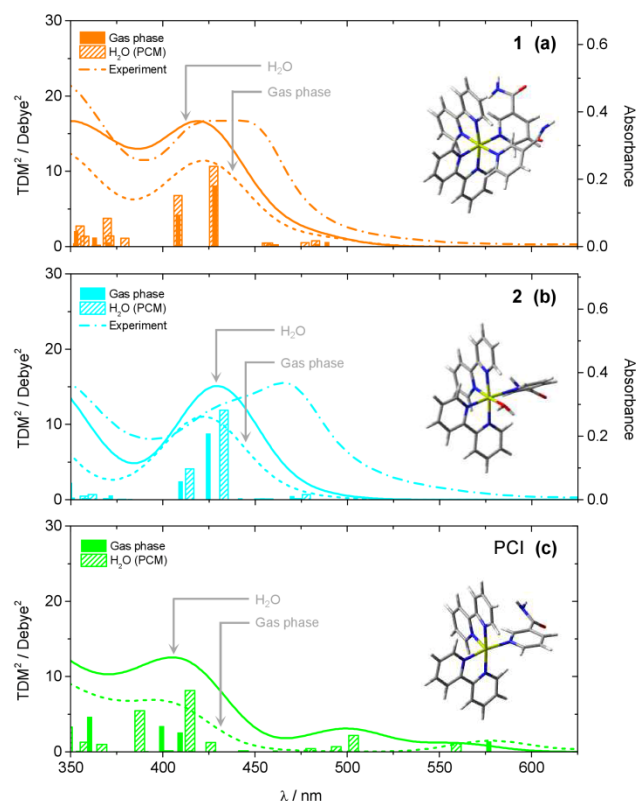 Gas phase
H₂O (PCM)
Experiment
H₂O
Gas phase
1 (a)
30
20
10
0
TDM² / Debye²
0.6
0.4
0.2
0.0
Absorbance
Gas phase
H₂O (PCM)
Experiment
H₂O
Gas phase
2 (b)
30
20
10
0
TDM² / Debye²
0.6
0.4
0.2
0.0
Absorbance
Gas phase
H₂O (PCM)
H₂O
Gas phase
PCI (c)
30
20
10
0
TDM² / Debye²
350 400 450 500 550 600
λ / nm